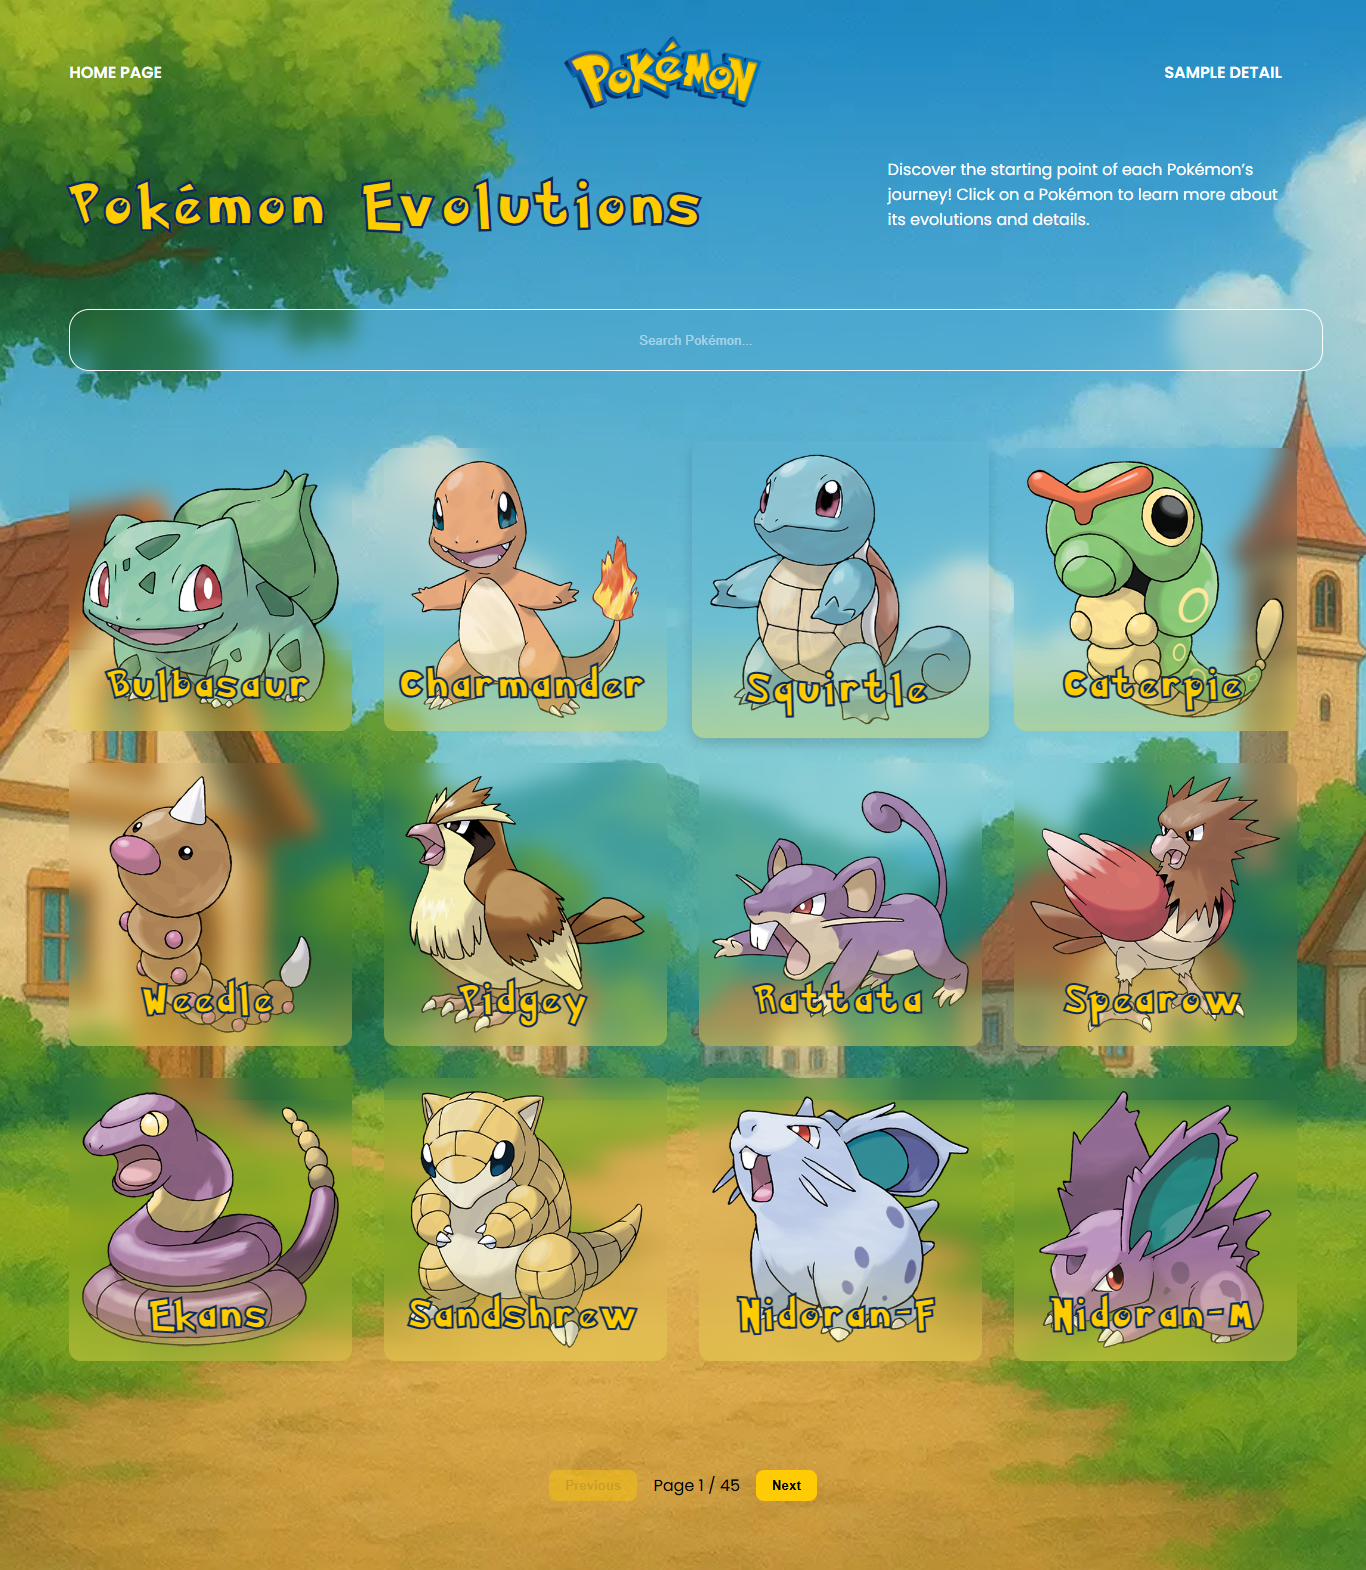 HOME PAGE
Pokémon
SAMPLE DETAIL
Pokémon Evolutions
Discover the starting point of each Pokémon’s
journey! Click on a Pokémon to learn more about
its evolutions and details.
Search Pokémon...
Bulbasaur
Charmander
Squirtle
Caterpie
Weedle
Pidgey
Rattata
Spearow
Ekans
Sandshrew
Nidoran-F
Nidoran-M
Previous
Page 1 / 45
Next